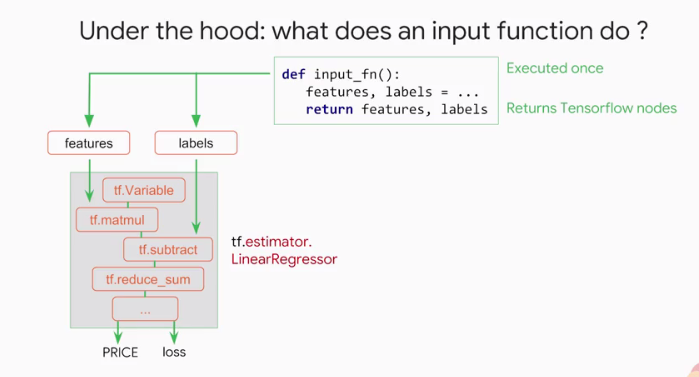 Under the hood: what does an input function do ?
def input_fn():
features, labels = ...
return features, labels
Executed once
Returns Tensorflow nodes
features
labels
tf.Variable
tf.matmul
tf.subtract
tf.reduce_sum
...
tf.estimator.
LinearRegressor
PRICE
loss